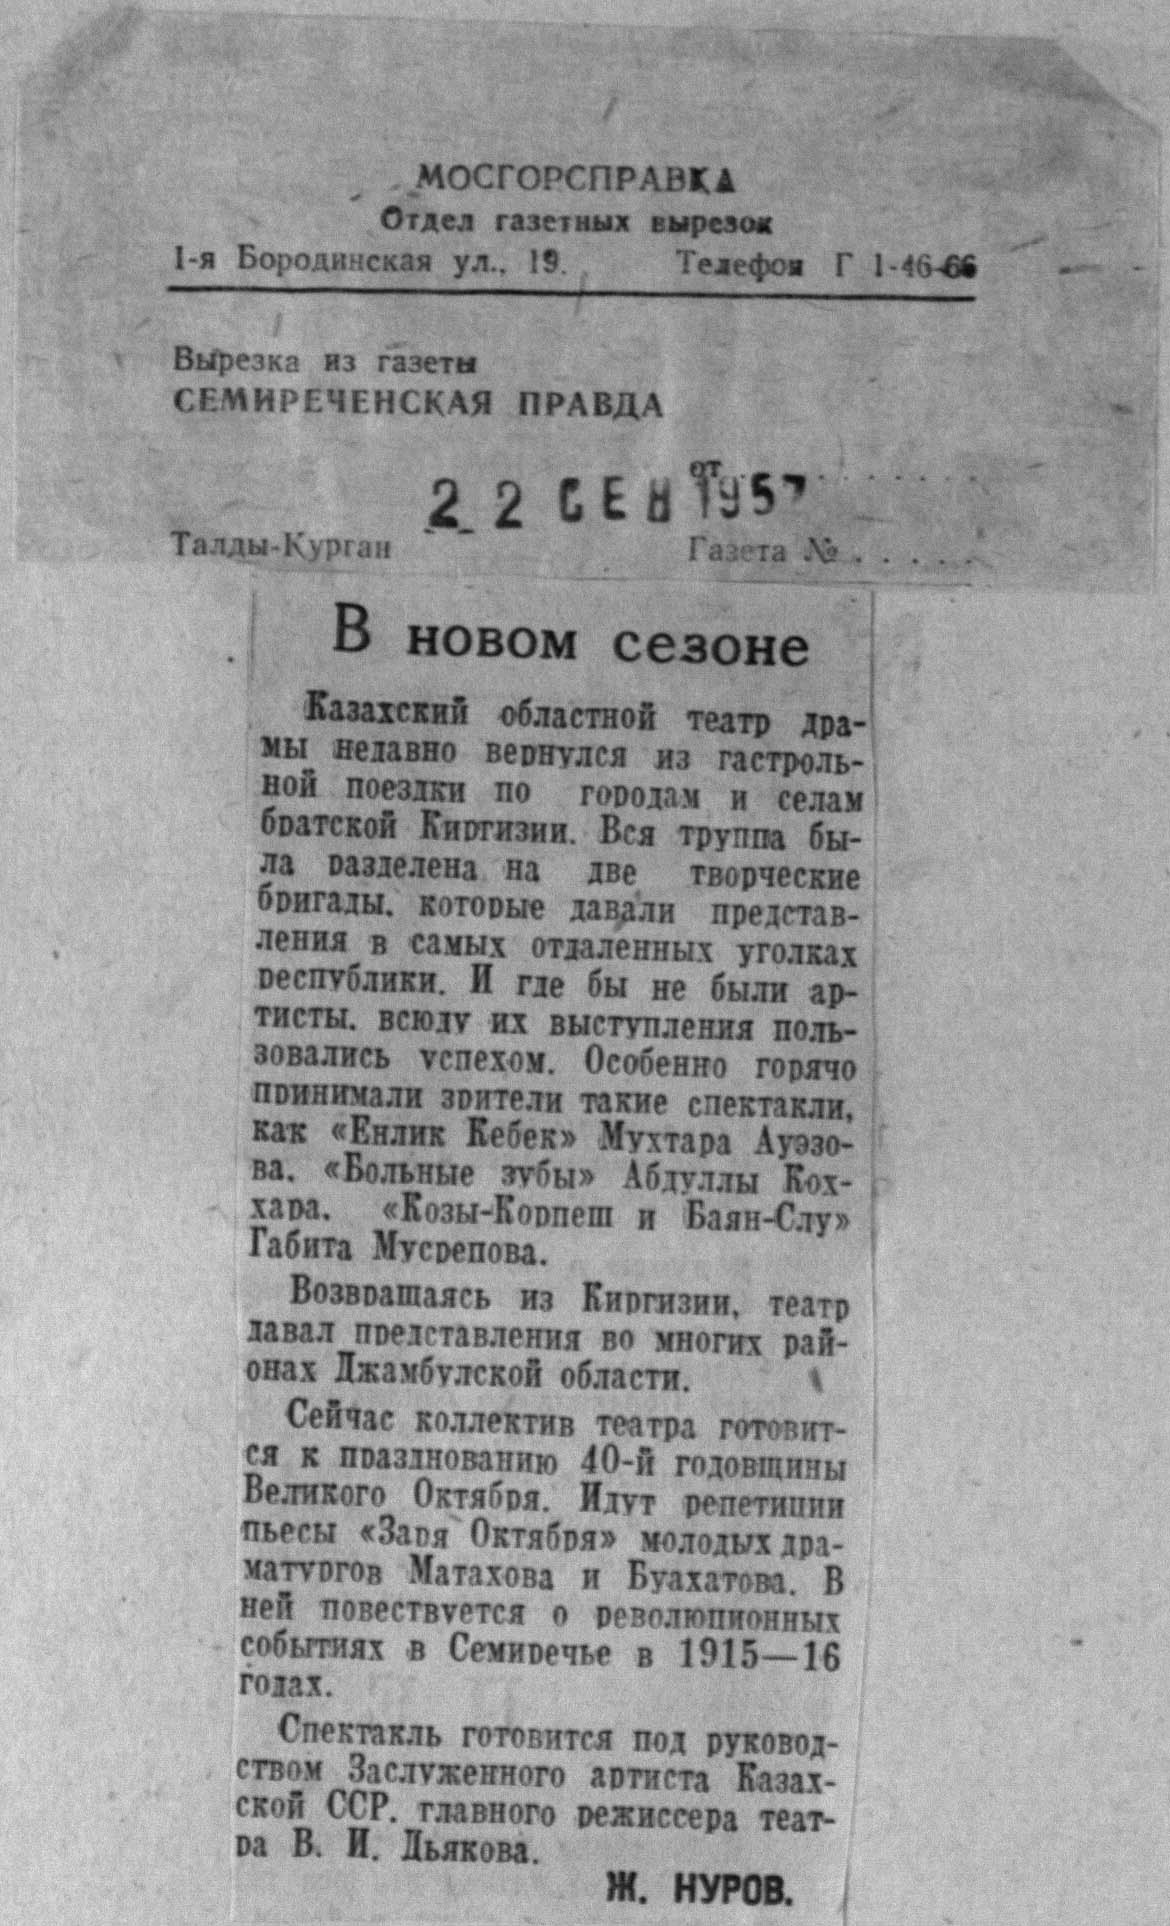 МОСГОРСПРАВКА
Отдел газетных вырезок
1-я Бородинская ул., 19. Телефон Г 1-46-66
Вырезка из газеты
СЕМИРЕЧЕНСКАЯ ПРАВДА
от . . . . . . . . . .
22 СЕН 1957
Талды-Курган Газета № . . . . .
В новом сезоне
Казахский областной театр дра-
мы недавно вернулся из гастроль-
ной поездки по городам и селам
братской Киргизии. Вся труппа бы-
ла разделена на две творческие
бригады, которые давали представ-
ления в самых отдаленных уголках
республики. И где бы не были ар-
тисты, всюду их выступления поль-
зовались успехом. Особенно горячо
принимали зрители такие спектакли,
как «Енлик Кебек» Мухтара Ауэзо-
ва, «Больные зубы» Абдуллы Кох-
хара, «Козы-Корпеш и Баян-Слу»
Габита Мусрепова.
Возвращаясь из Киргизии, театр
давал представления во многих рай-
онах Джамбулской области.
Сейчас коллектив театра готовит-
ся к празднованию 40-й годовщины
Великого Октября. Идут репетиции
пьесы «Заря Октября» молодых дра-
матургов Матахова и Буахатова. В
ней повествуется о революционных
событиях в Семиречье в 1915—16
годах.
Спектакль готовится под руковод-
ством Заслуженного артиста Казах-
ской ССР, главного режиссера теат-
ра В. И. Дьякова.
Ж. НУРОВ.